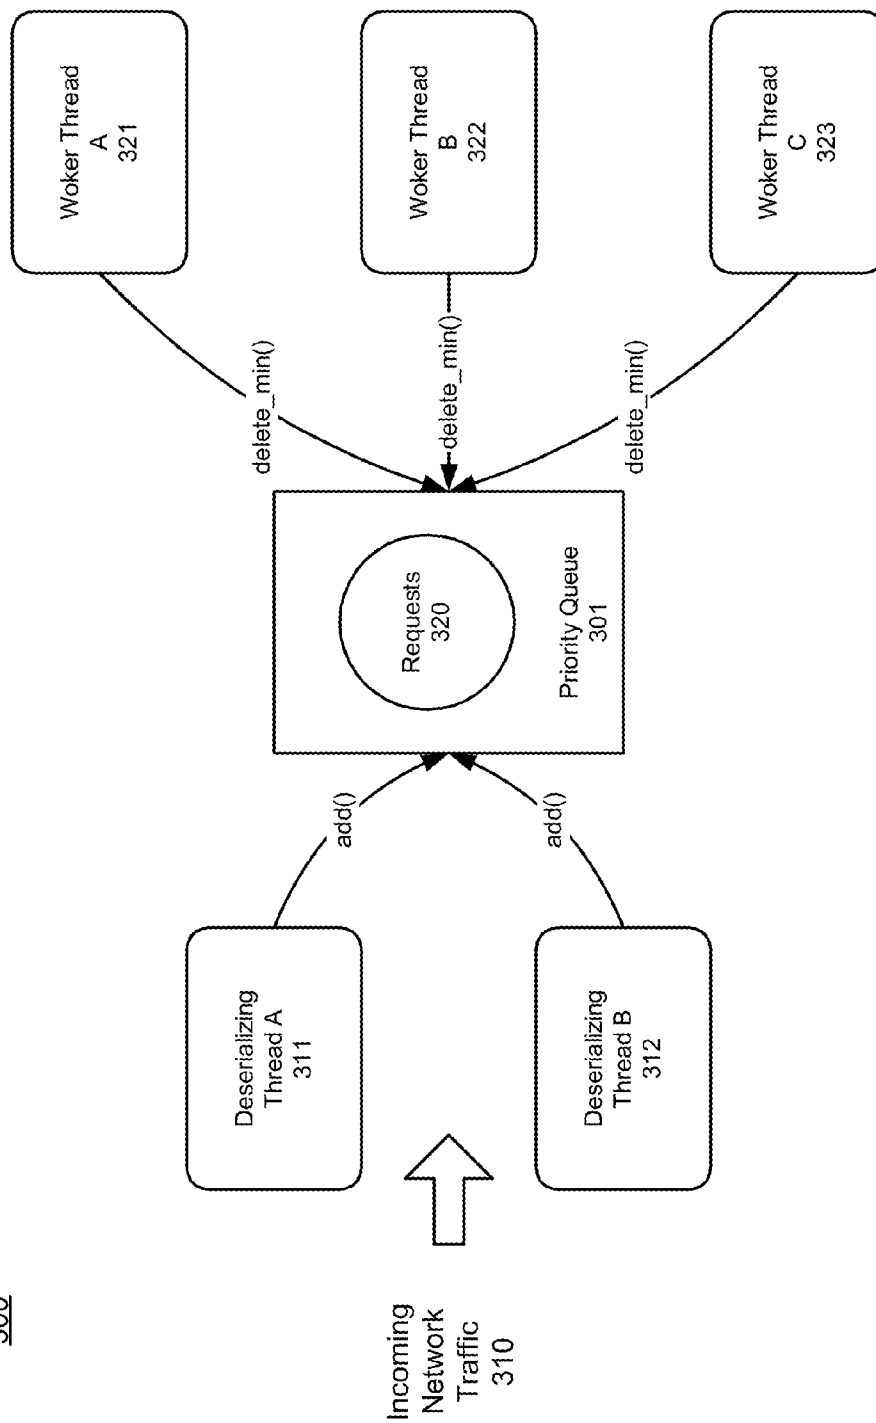 300
Incoming
Network
Traffic
310
Deserializing
Thread A
311
Deserializing
Thread B
312
add()
add()
Requests
320
Priority Queue
301
delete_min()
delete_min()
delete_min()
Woker Thread
A
321
Woker Thread
B
322
Woker Thread
C
323